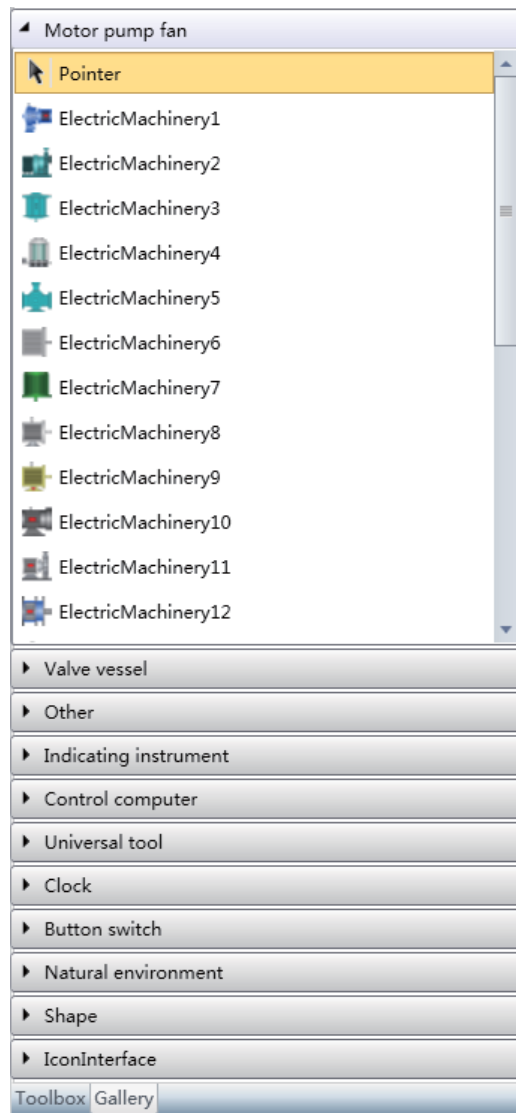 Motor pump fan
Pointer
ElectricMachinery1
ElectricMachinery2
ElectricMachinery3
ElectricMachinery4
ElectricMachinery5
ElectricMachinery6
ElectricMachinery7
ElectricMachinery8
ElectricMachinery9
ElectricMachinery10
ElectricMachinery11
ElectricMachinery12
Valve vessel
Other
Indicating instrument
Control computer
Universal tool
Clock
Button switch
Natural environment
Shape
IconInterface
Toolbox Gallery